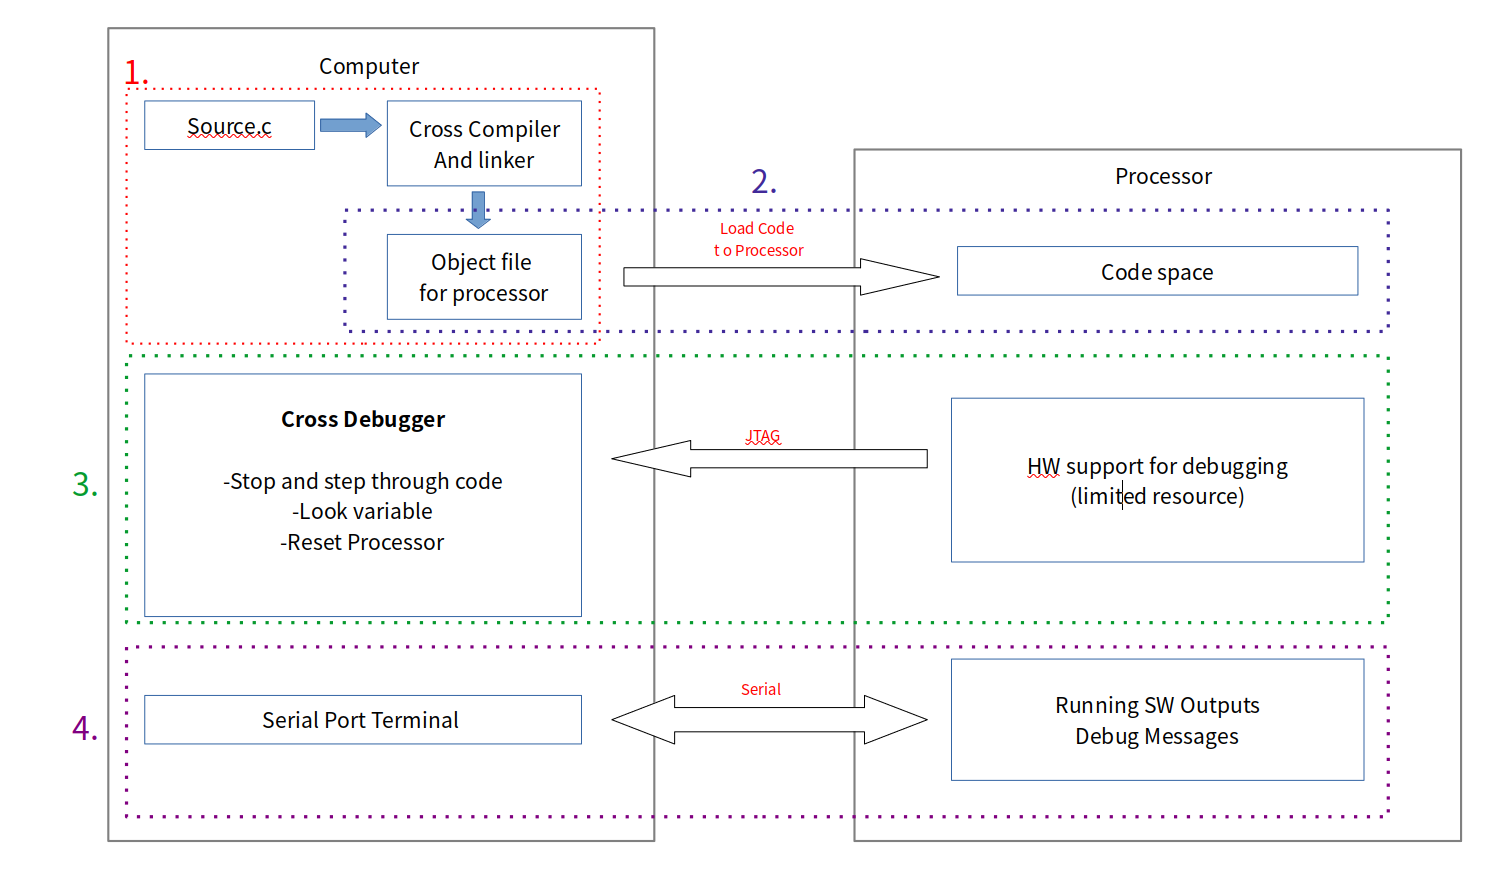 Computer
1.
Source.c
Cross Compiler
And linker
Object file
for processor
2.
Load Code
t o Processor
Processor
Code space
3.
Cross Debugger
-Stop and step through code
-Look variable
-Reset Processor
JTAG
HW support for debugging
(limited resource)
4.
Serial Port Terminal
Serial
Running SW Outputs
Debug Messages